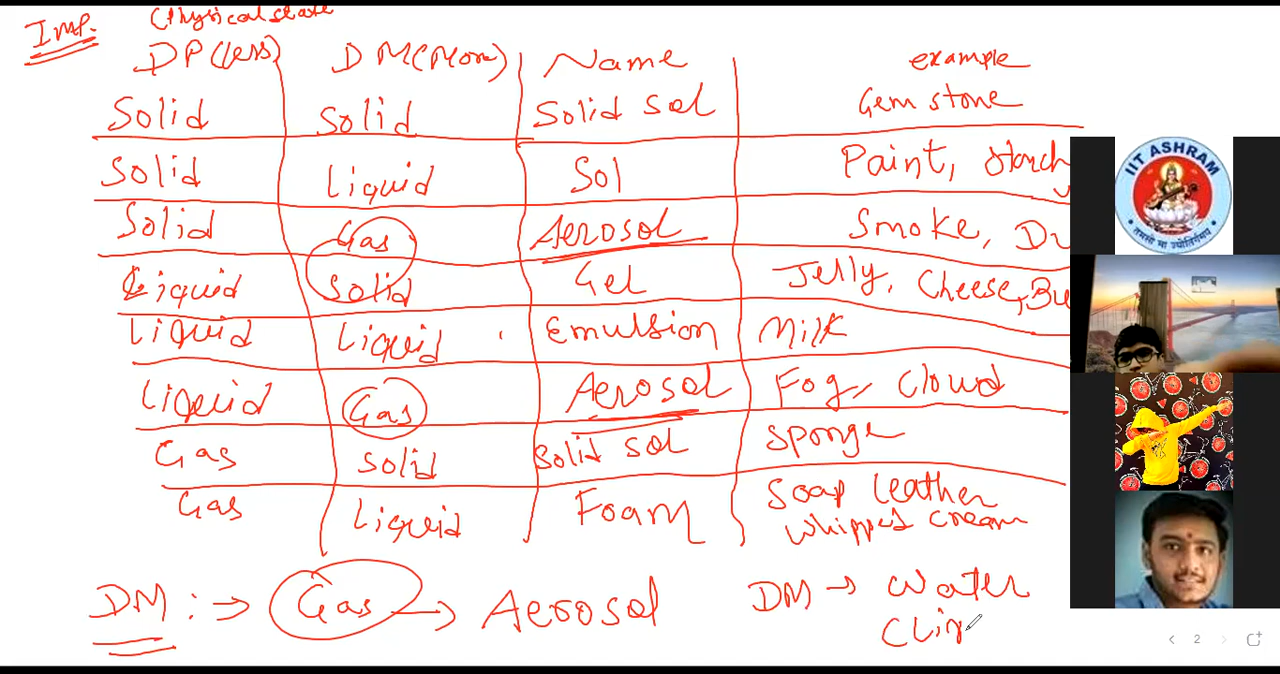 Imp. (Physical state
DP(less) DM(More) Name example
Solid Solid Solid sol Gem stone
Solid Liquid Sol Paint, starch
Solid Gas Aerosol Smoke, Du
Liquid Solid Gel Jelly, Cheese, Bu
Liquid Liquid Emulsion Milk
Liquid Gas Aerosol Fog, Cloud
Gas Solid Solid sol Sponge
Gas Liquid Foam Soap leather
Whipped cream
DM :→ Gas → Aerosol DM → Water
(Liq
IIT ASHRAM
तमसो मा ज्योतिर्गमय
2